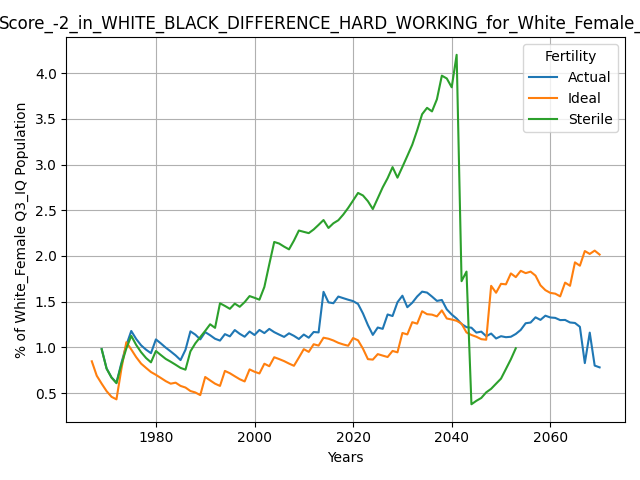 Score_-2_in_WHITE_BLACK_DIFFERENCE_HARD_WORKING_for_White_Female_
% of White_Female Q3_IQ Population
4.0
3.5
3.0
2.5
2.0
1.5
1.0
0.5
Fertility
Actual
Ideal
Sterile
1980
2000
2020
2040
2060
Years